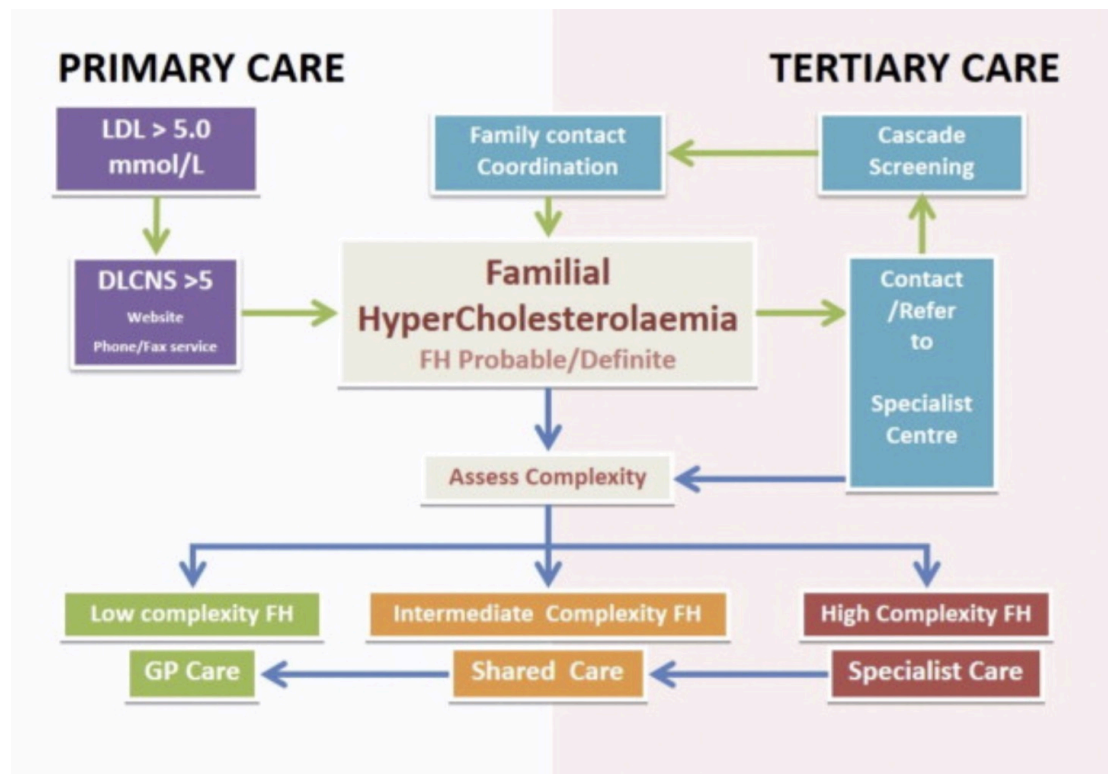 PRIMARY CARE
TERTIARY CARE
LDL > 5.0
mmol/L
Family contact
Coordination
Cascade
Screening
DLCNS >5
Website
Phone/Fax service
Familial
HyperCholesterolaemia
FH Probable/Definite
Contact
/Refer
to
Specialist
Centre
Assess Complexity
Low complexity FH
Intermediate Complexity FH
High Complexity FH
GP Care
Shared Care
Specialist Care